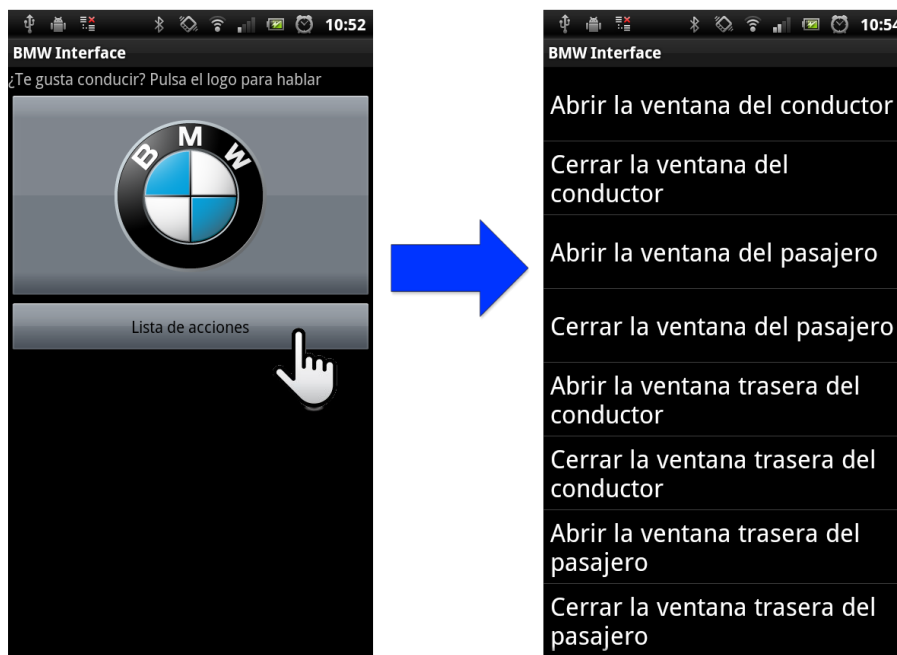 10:52
BMW Interface
¿Te gusta conducir? Pulsa el logo para hablar
BMW
Lista de acciones
10:54
BMW Interface
Abrir la ventana del conductor
Cerrar la ventana del
conductor
Abrir la ventana del pasajero
Cerrar la ventana del pasajero
Abrir la ventana trasera del
conductor
Cerrar la ventana trasera del
conductor
Abrir la ventana trasera del
pasajero
Cerrar la ventana trasera del
pasajero